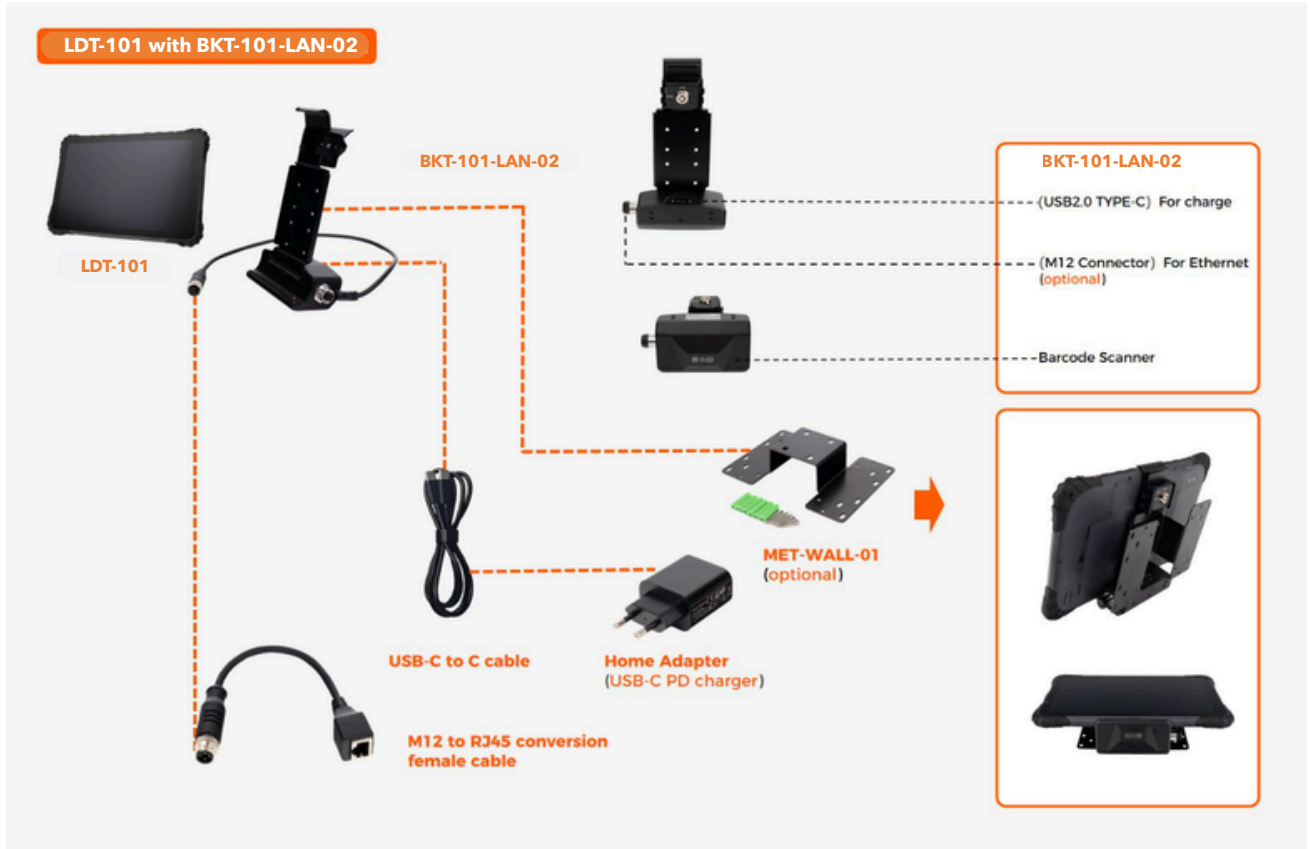 LDT-101 with BKT-101-LAN-02
BKT-101-LAN-02
LDT-101
BKT-101-LAN-02
(USB2.0 TYPE-C) For charge
(M12 Connector) For Ethernet
(optional)
Barcode Scanner
MET-WALL-01
(optional)
USB-C to C cable
Home Adapter
(USB-C PD charger)
M12 to RJ45 conversion
female cable